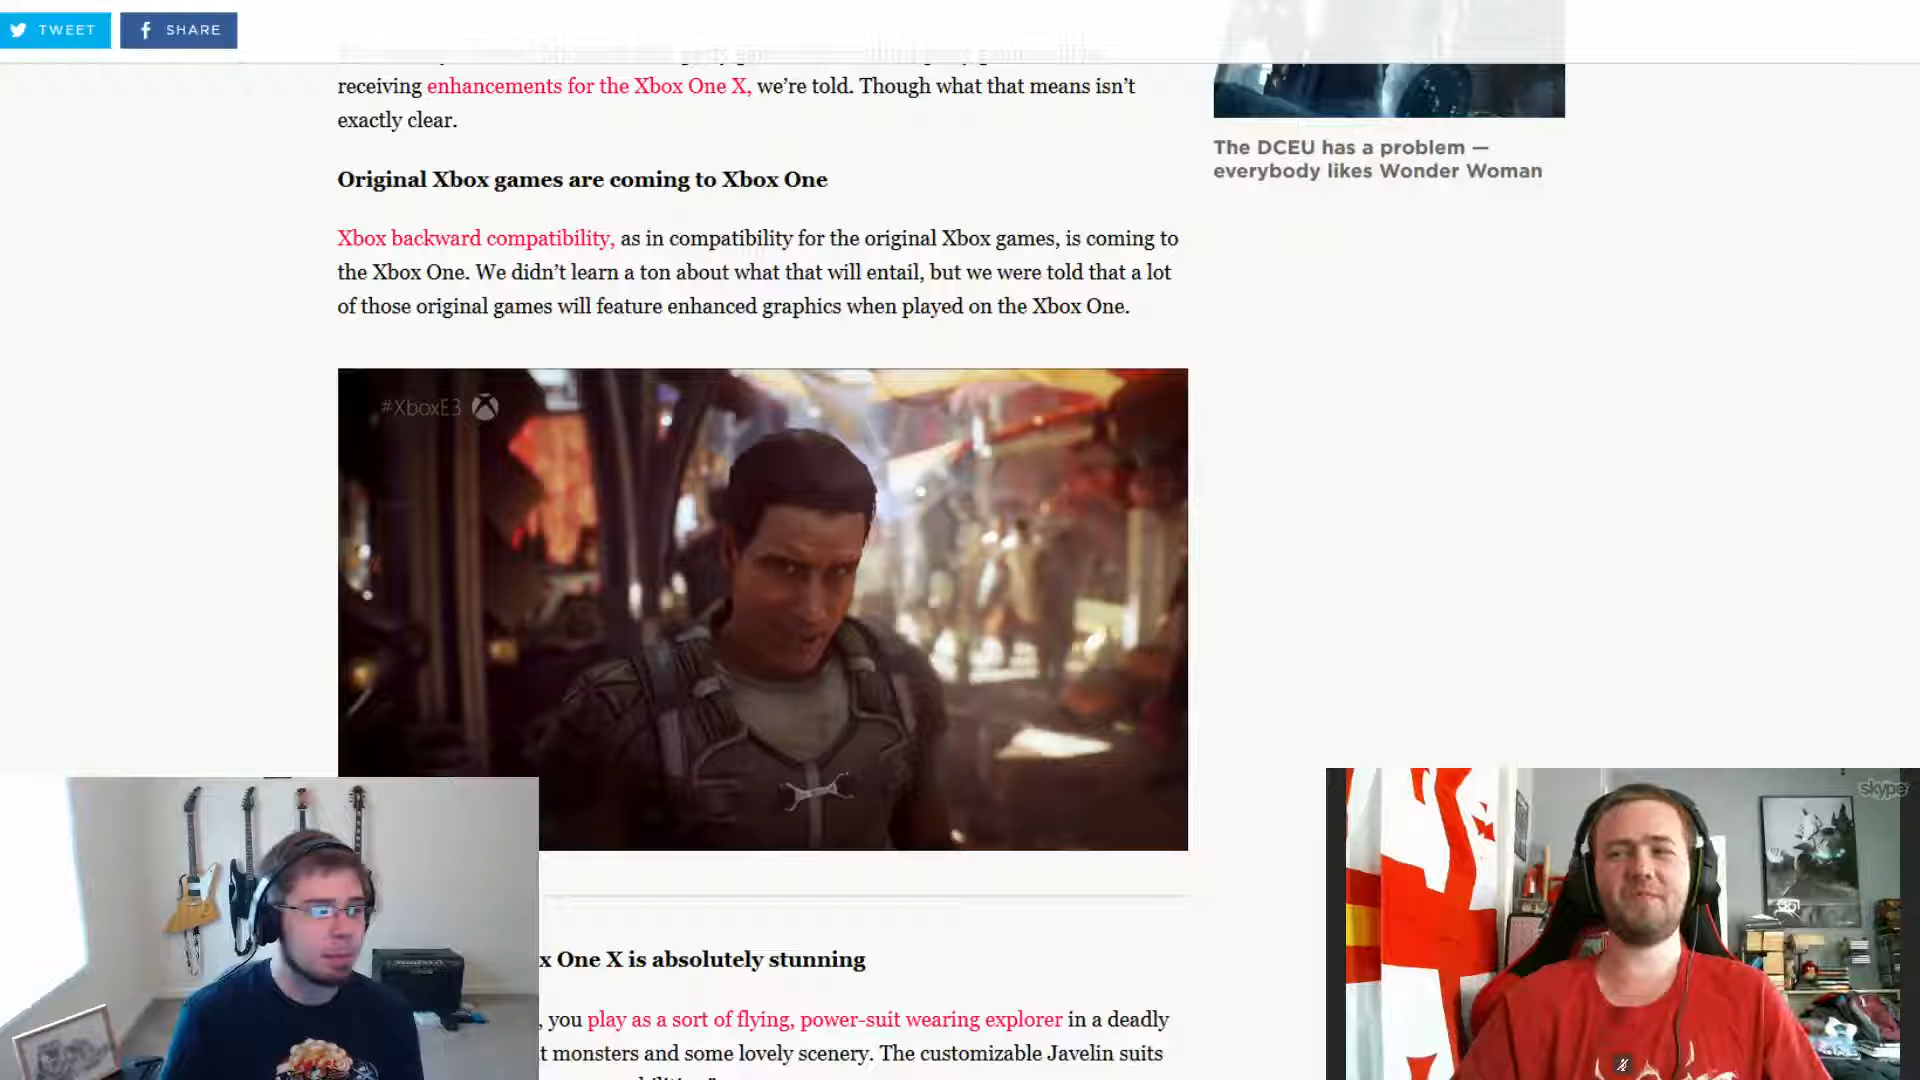 TWEET
SHARE
receiving enhancements for the Xbox One X, we’re told. Though what that means isn’t
exactly clear.
Original Xbox games are coming to Xbox One
Xbox backward compatibility, as in compatibility for the original Xbox games, is coming to
the Xbox One. We didn’t learn a ton about what that will entail, but we were told that a lot
of those original games will feature enhanced graphics when played on the Xbox One.
#XboxE3
x One X is absolutely stunning
, you play as a sort of flying, power-suit wearing explorer in a deadly
t monsters and some lovely scenery. The customizable Javelin suits
The DCEU has a problem —
everybody likes Wonder Woman
skype